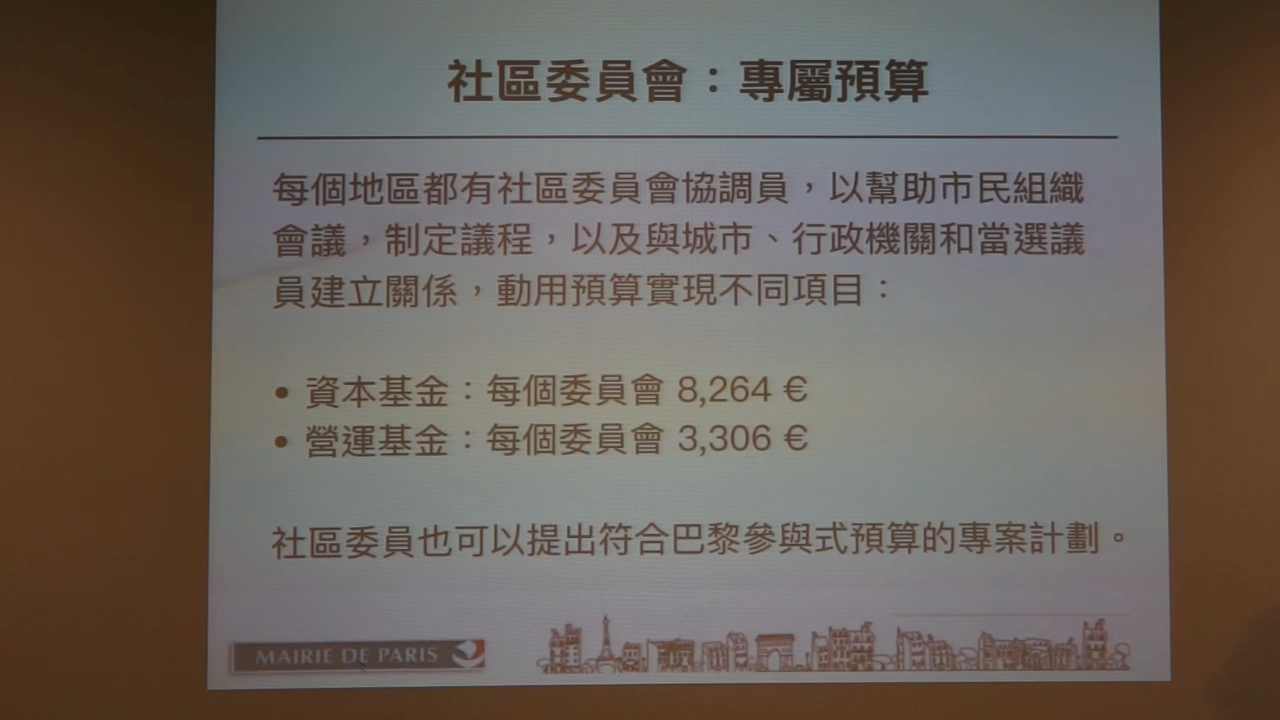 社區委員會：專屬預算
每個地區都有社區委員會協調員，以幫助市民組織
會議，制定議程，以及與城市、行政機關和當選議
員建立關係，動用預算實現不同項目：
• 資本基金：每個委員會 8,264 €
• 營運基金：每個委員會 3,306 €
社區委員也可以提出符合巴黎參與式預算的專案計劃。
MAIRIE DE PARIS